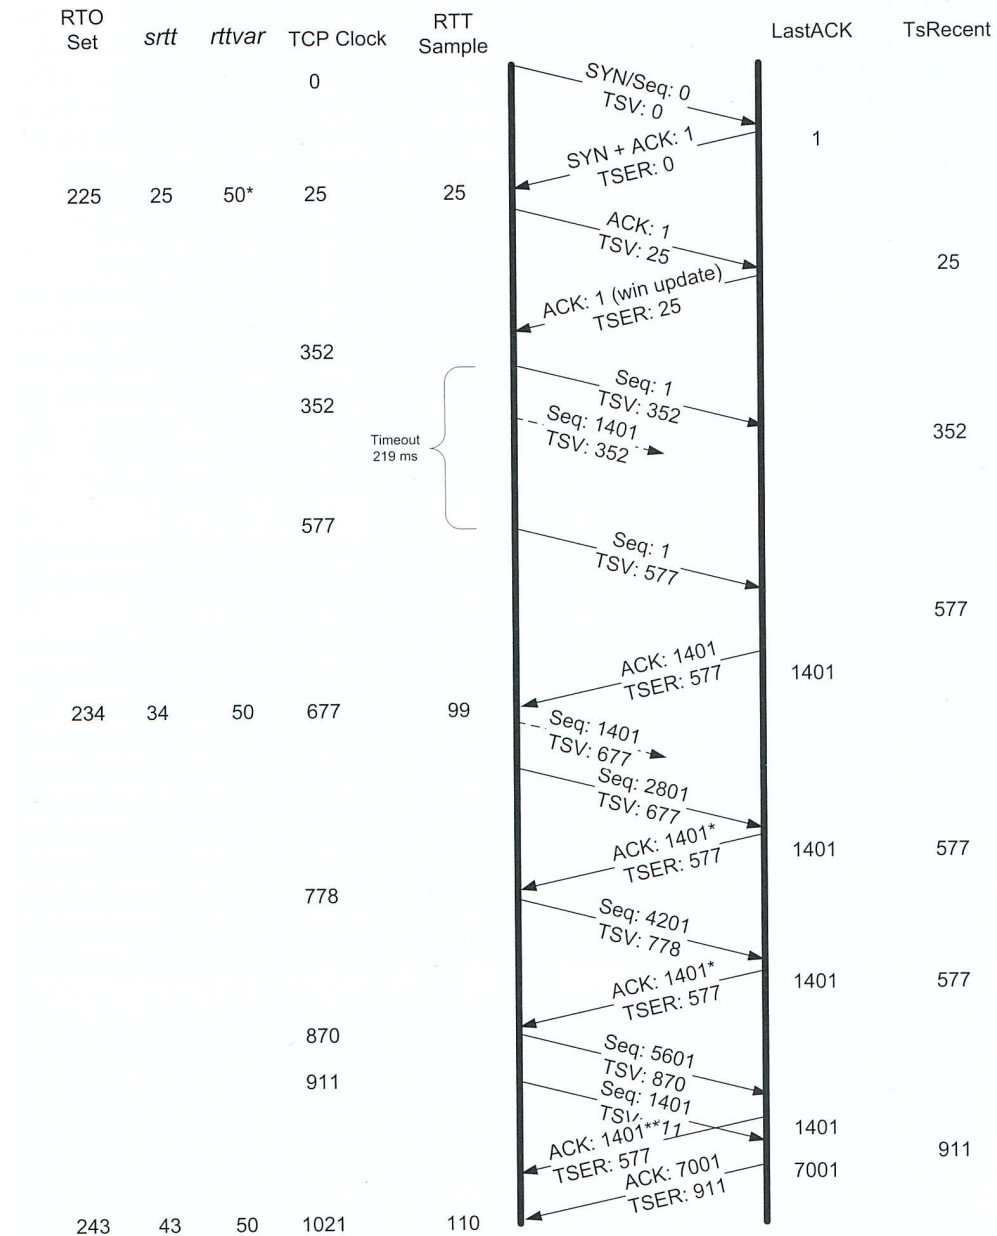 RTO
Set
srtt
rttvar
TCP Clock
RTT
Sample
LastACK
TsRecent
0
SYN/Seq: 0
TSV: 0
SYN + ACK: 1
TSER: 0
1
225
25
50*
25
25
ACK: 1
TSV: 25
25
ACK: 1 (win update)
TSER: 25
352
Seq: 1
TSV: 352
352
Seq: 1401
TSV: 352
352
Timeout
219 ms
577
Seq: 1
TSV: 577
577
ACK: 1401
TSER: 577
1401
234
34
50
677
99
Seq: 1401
TSV: 677
Seq: 2801
TSV: 677
ACK: 1401*
TSER: 577
1401
577
778
Seq: 4201
TSV: 778
ACK: 1401*
TSER: 577
1401
577
870
Seq: 5601
TSV: 870
911
Seq: 1401
TSV:
11
ACK: 1401**
TSER: 577
1401
911
ACK: 7001
TSER: 911
7001
243
43
50
1021
110